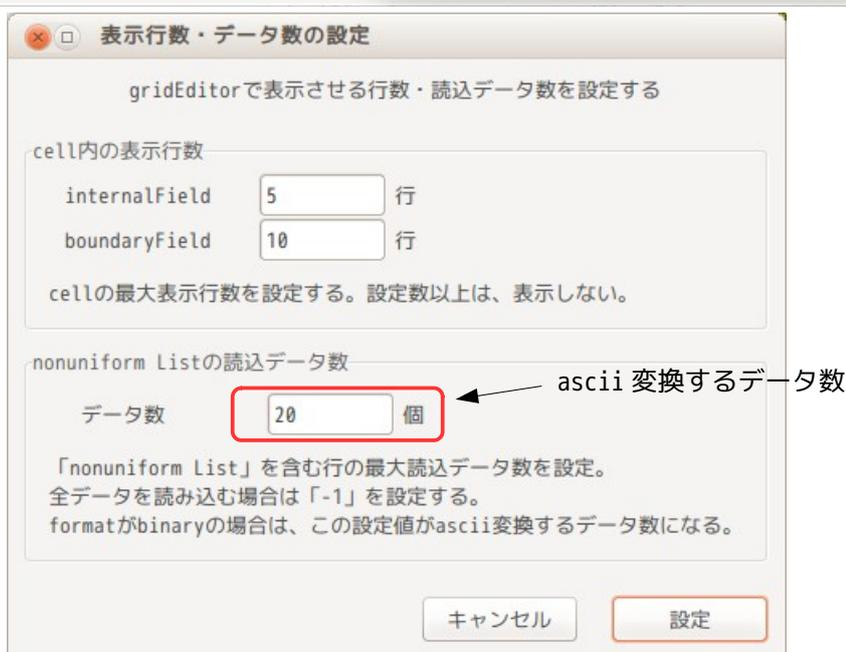 表示行数・データ数の設定
gridEditorで表示させる行数・読込データ数を設定する
cell内の表示行数
internalField 5 行
boundaryField 10 行
cellの最大表示行数を設定する。設定数以上は、表示しない。
nonuniform Listの読込データ数
ascii 変換するデータ数
データ数 20 個
「nonuniform List」を含む行の最大読込データ数を設定。
全データを読み込む場合は「-1」を設定する。
formatがbinaryの場合は、この設定値がascii変換するデータ数になる。
キャンセル 設定